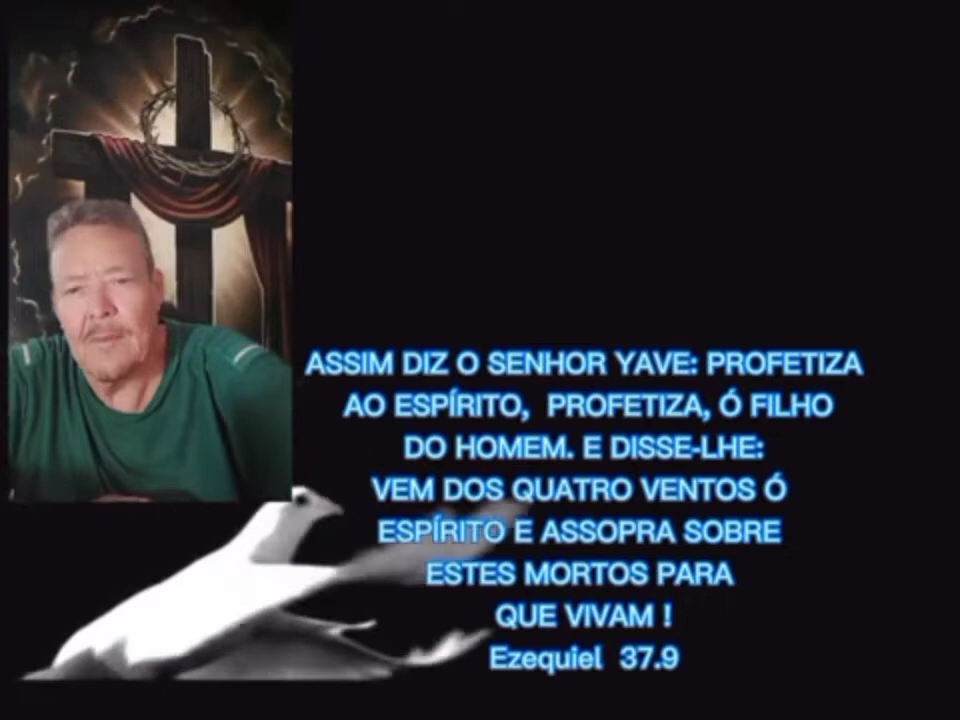 ASSIM DIZ O SENHOR YAVE: PROFETIZA
AO ESPÍRITO, PROFETIZA, Ó FILHO
DO HOMEM. E DISSE-LHE:
VEM DOS QUATRO VENTOS Ó
ESPÍRITO E ASSOPRA SOBRE
ESTES MORTOS PARA
QUE VIVAM !
Ezequiel 37.9